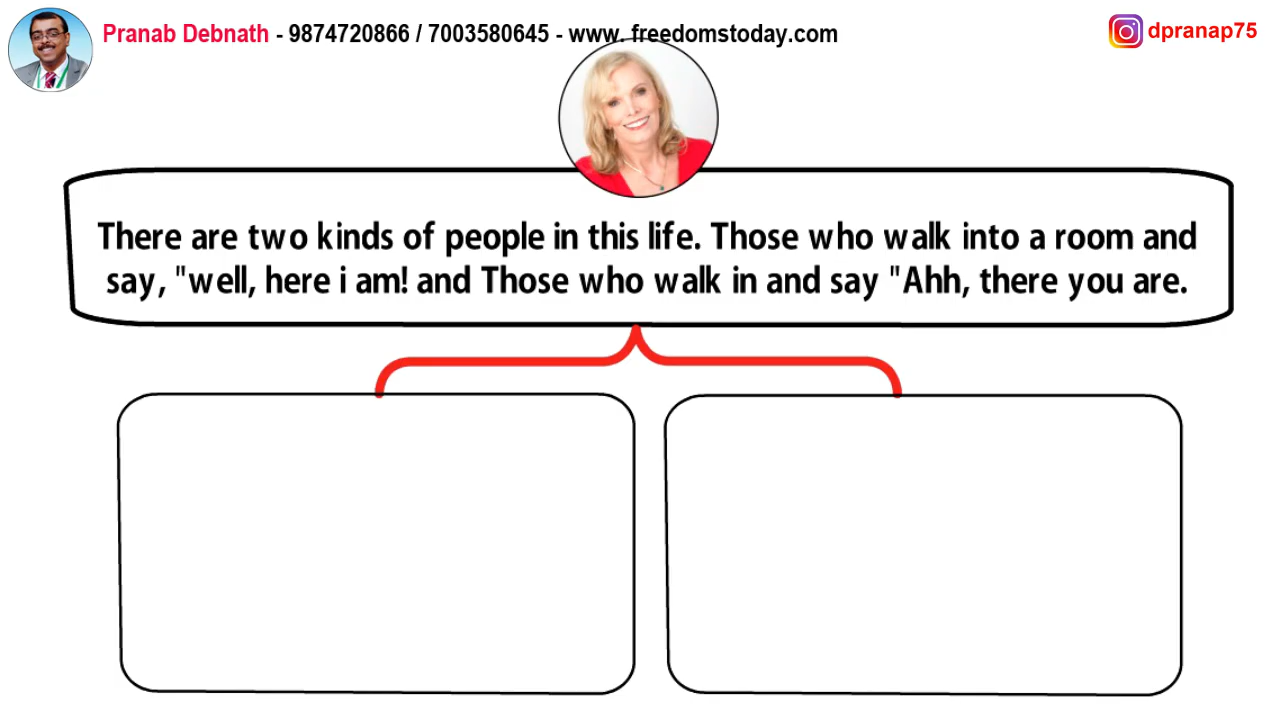 Pranab Debnath - 9874720866 / 7003580645 - www. freedomstoday.com
dpranap75
There are two kinds of people in this life. Those who walk into a room and
say, "well, here i am! and Those who walk in and say "Ahh, there you are.